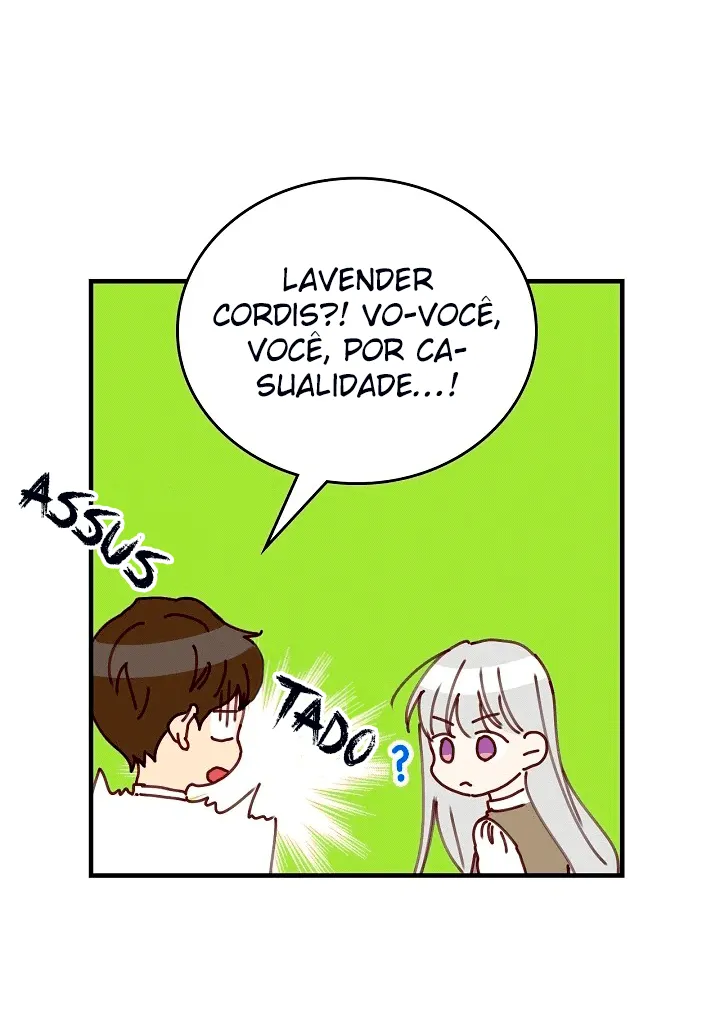 LAVENDER
CORDIS?! VO-VOCÊ,
VOCÊ, POR CA-
SUALIDADE...!
ASSUS
TADO
?